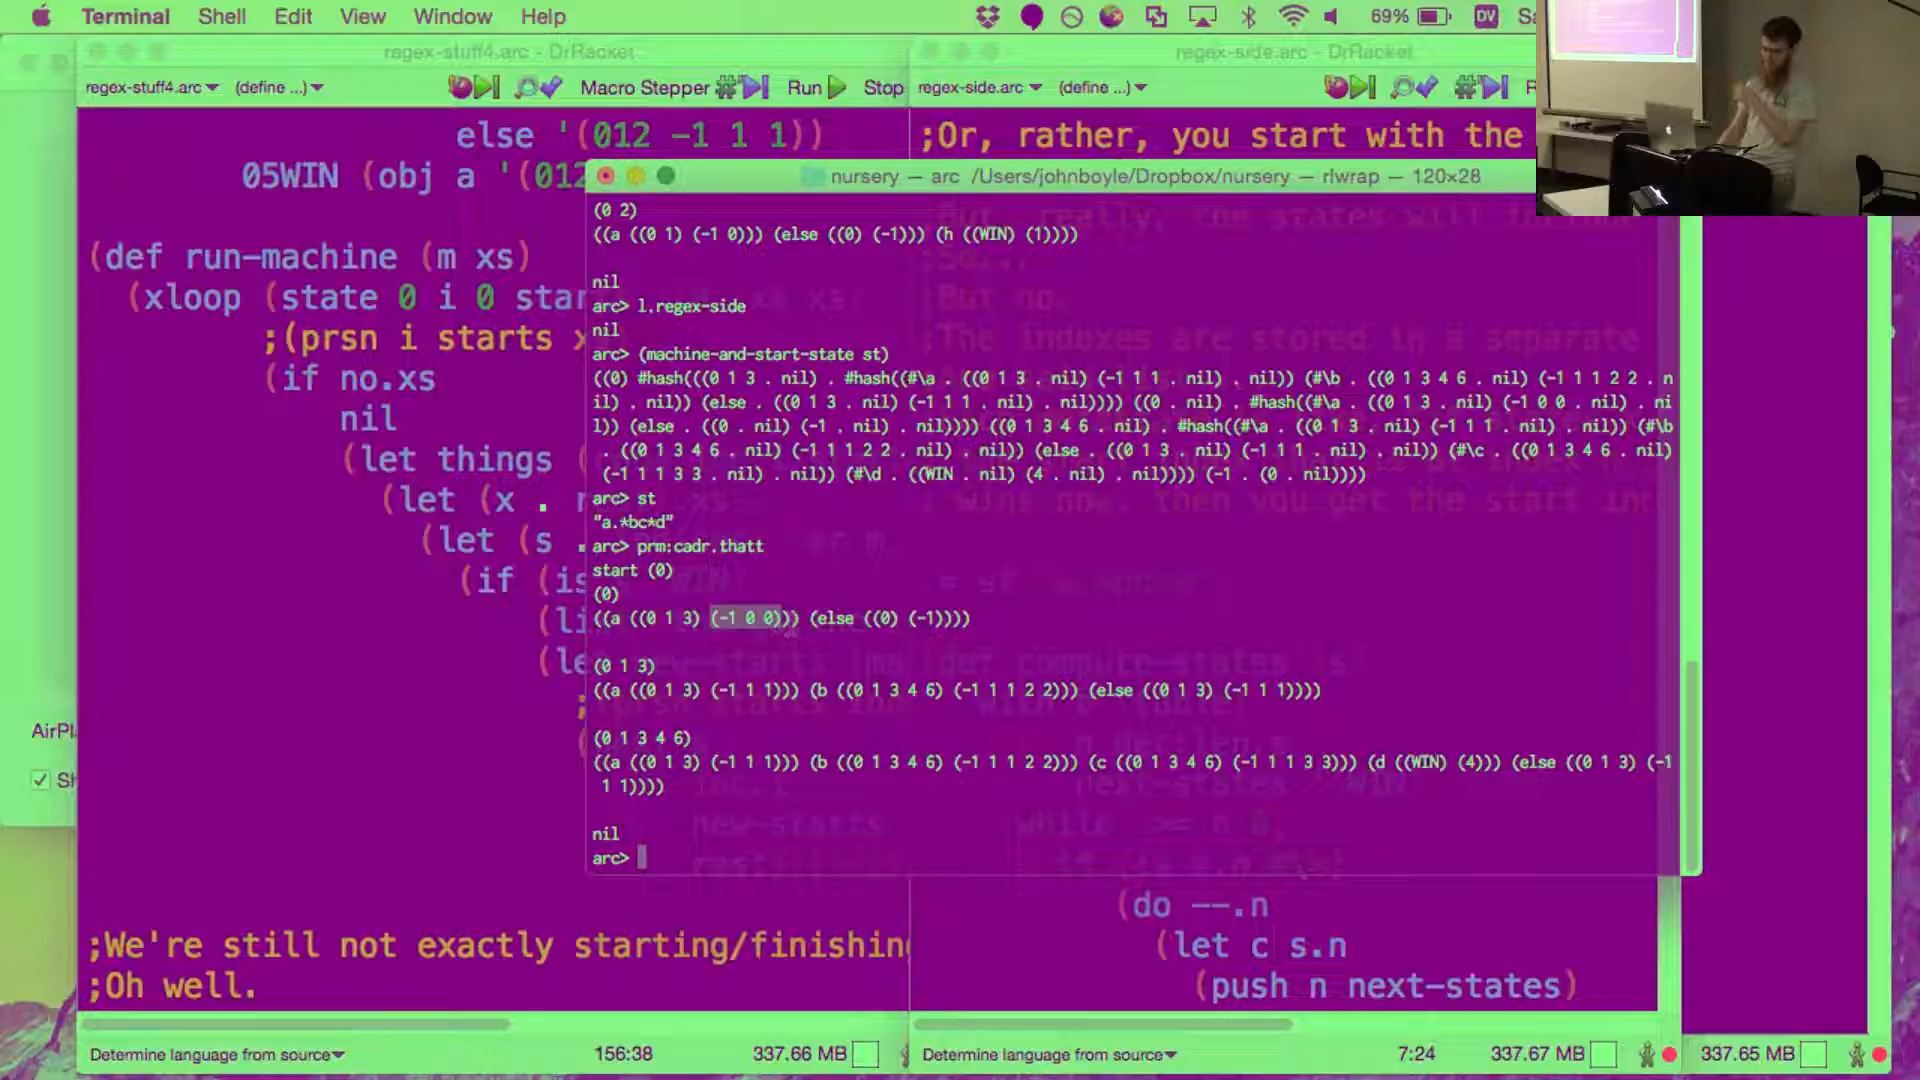 Terminal Shell Edit View Window Help 69% DV
regex-stuff4.arc - DrRacket
regex-side.arc - DrRacket
regex-stuff4.arc (define ...) Macro Stepper Run Stop
regex-side.arc (define ...)
else '(012 -1 1 1))
05WIN (obj a '(012
(def run-machine (m xs)
(xloop (state 0 i 0 star
;(prsn i starts x
(if no.xs
nil
(let things (
(let (x .
(let (s .
(if (is
(li
(le
;We're still not exactly starting/finishing
;Oh well.
;Or, rather, you start with the
nursery — arc /Users/johnboyle/Dropbox/nursery — rlwrap — 120×28
(0 2)
((a ((0 1) (-1 0))) (else ((0) (-1))) (h ((WIN) (1))))
nil
arc> l.regex-side
nil
arc> (machine-and-start-state st)
((0) #hash(((0 1 3 . nil) . #hash((#\a . ((0 1 3 . nil) (-1 1 1 . nil) . nil)) (#\b . ((0 1 3 4 6 . nil) (-1 1 1 2 2 . n
il) . nil)) (else . ((0 1 3 . nil) (-1 1 1 . nil) . nil)))) ((0 . nil) . #hash((#\a . ((0 1 3 . nil) (-1 0 0 . nil) . ni
l)) (else . ((0 . nil) (-1 . nil) . nil)))) ((0 1 3 4 6 . nil) . #hash((#\a . ((0 1 3 . nil) (-1 1 1 . nil) . nil)) (#\b
. ((0 1 3 4 6 . nil) (-1 1 1 2 2 . nil) . nil)) (else . ((0 1 3 . nil) (-1 1 1 . nil) . nil)) (#\c . ((0 1 3 4 6 . nil)
(-1 1 1 3 3 . nil) . nil)) (#\d . ((WIN . nil) (4 . nil) . nil)))) (-1 . (0 . nil))))
arc> st
"a.*bc*d"
arc> prm:cadr.thatt
start (0)
(0)
((a ((0 1 3) (-1 0 0))) (else ((0) (-1))))
(0 1 3)
((a ((0 1 3) (-1 1 1))) (b ((0 1 3 4 6) (-1 1 1 2 2))) (else ((0 1 3) (-1 1 1))))
(0 1 3 4 6)
((a ((0 1 3) (-1 1 1))) (b ((0 1 3 4 6) (-1 1 1 2 2))) (c ((0 1 3 4 6) (-1 1 1 3 3))) (d ((WIN) (4))) (else ((0 1 3) (-1
1 1))))
nil
arc>
(do --.n
(let c s.n
(push n next-states)
AirPl
Sh
Determine language from source 156:38 337.66 MB
Determine language from source 7:24 337.67 MB
337.65 MB